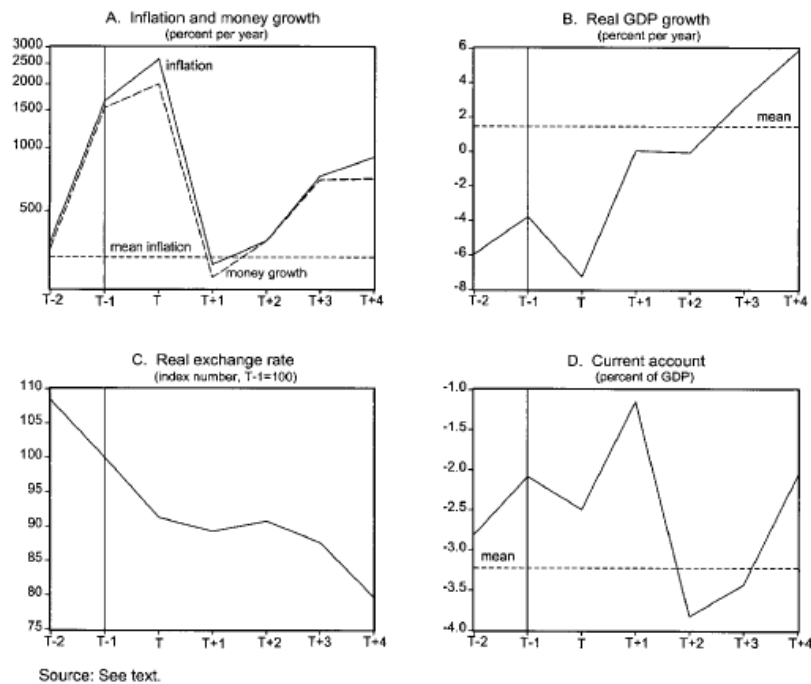 A. Inflation and money growth
(percent per year)
3000
2500
2000
1500
1000
500
inflation
mean inflation
money growth
T-2 T-1 T T+1 T+2 T+3 T+4
B. Real GDP growth
(percent per year)
6
4
2
0
-2
-4
-6
-8
mean
T-2 T-1 T T+1 T+2 T+3 T+4
C. Real exchange rate
(index number, T-1=100)
110
105
100
95
90
85
80
75
T-2 T-1 T T+1 T+2 T+3 T+4
D. Current account
(percent of GDP)
-1.0
-1.5
-2.0
-2.5
-3.0
-3.5
-4.0
mean
T-2 T-1 T T+1 T+2 T+3 T+4
Source: See text.